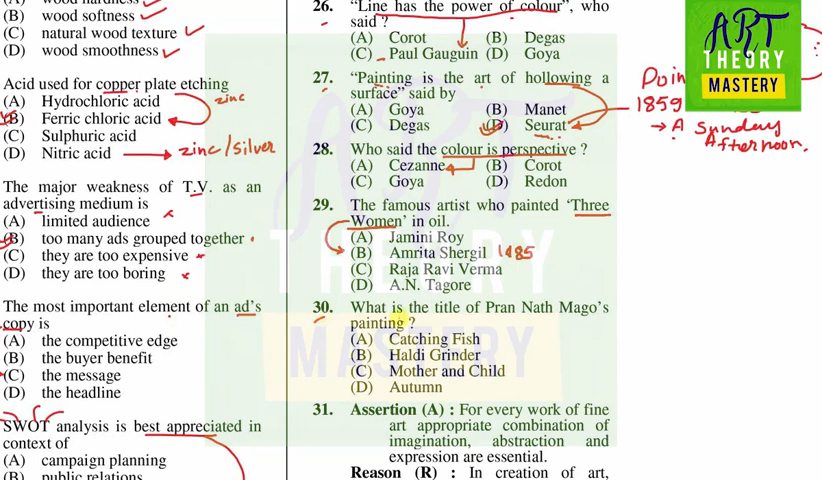 (A) wood hardness
(B) wood softness
(C) natural wood texture
(D) wood smoothness
Acid used for copper plate etching
(A) Hydrochloric acid
zinc
(B) Ferric chloric acid
(C) Sulphuric acid
(D) Nitric acid
zinc/silver
The major weakness of T.V. as an
advertising medium is
(A) limited audience
(B) too many ads grouped together
(C) they are too expensive
(D) they are too boring
The most important element of an ad's
copy is
(A) the competitive edge
(B) the buyer benefit
(C) the message
(D) the headline
SWOT analysis is best appreciated in
context of
(A) campaign planning
(B) public relations
26. "Line has the power of colour", who
said ?
(A) Corot (B) Degas
(C) Paul Gauguin (D) Goya
27. "Painting is the art of hollowing a
surface" said by
(A) Goya (B) Manet
(C) Degas (D) Seurat
28. Who said the colour is perspective ?
(A) Cezanne (B) Corot
(C) Goya (D) Redon
29. The famous artist who painted 'Three
Women' in oil.
(A) Jamini Roy
(B) Amrita Shergil 1985
(C) Raja Ravi Verma
(D) A.N. Tagore
30. What is the title of Pran Nath Mago's
painting ?
(A) Catching Fish
(B) Haldi Grinder
(C) Mother and Child
(D) Autumn
31. Assertion (A) : For every work of fine
art appropriate combination of
imagination, abstraction and
expression are essential.
Reason (R) : In creation of art,
ART
THEORY
MASTERY
1859
→ A Sunday
Afternoon.
THEORY
MASTERY